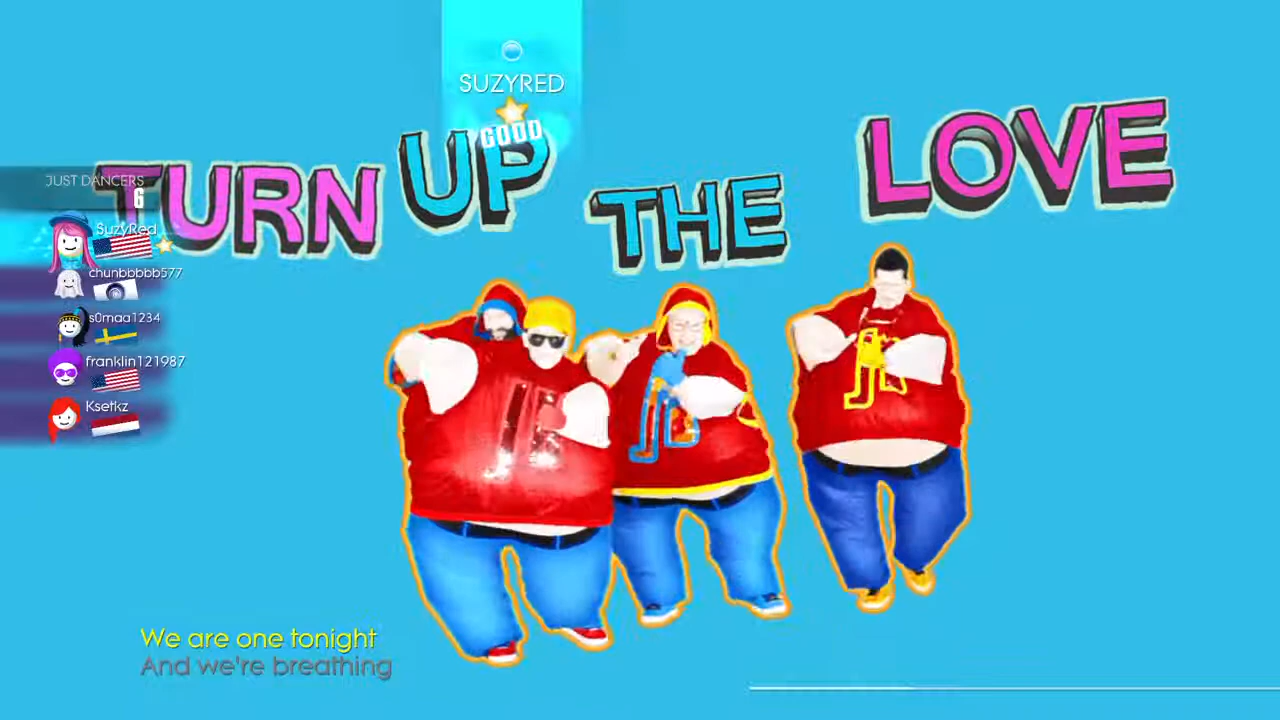 SUZYRED
GOOD
TURN UP THE LOVE
JUST DANCERS
6
SuzyRed
chunbbbbb577
s0maa1234
franklin121987
Ksetkz
We are one tonight
And we're breathing